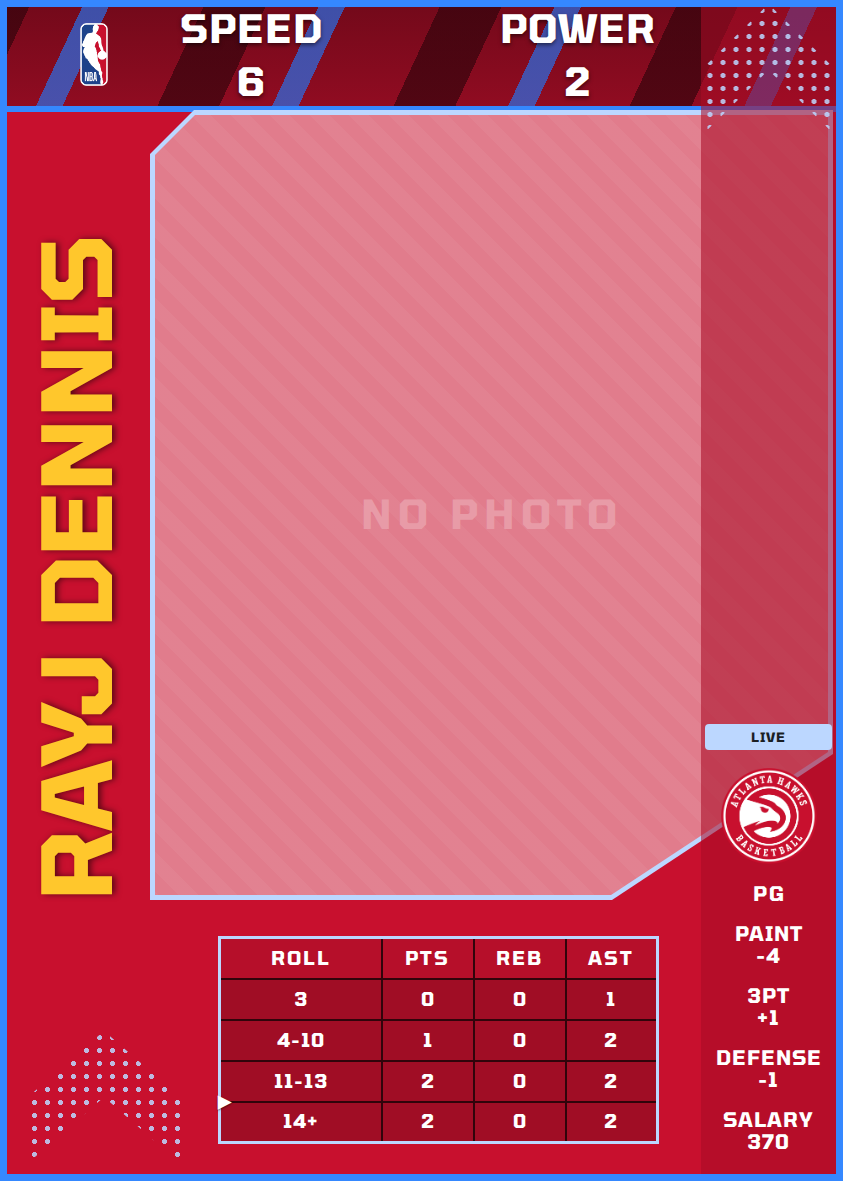 SPEED
6
POWER
2
NBA
RAYJ DENNIS
NO PHOTO
LIVE
ATLANTA HAWKS
BASKETBALL
PG
PAINT
-4
3PT
+1
DEFENSE
-1
SALARY
370
ROLL PTS REB AST
3 0 0 1
4-10 1 0 2
11-13 2 0 2
14+ 2 0 2